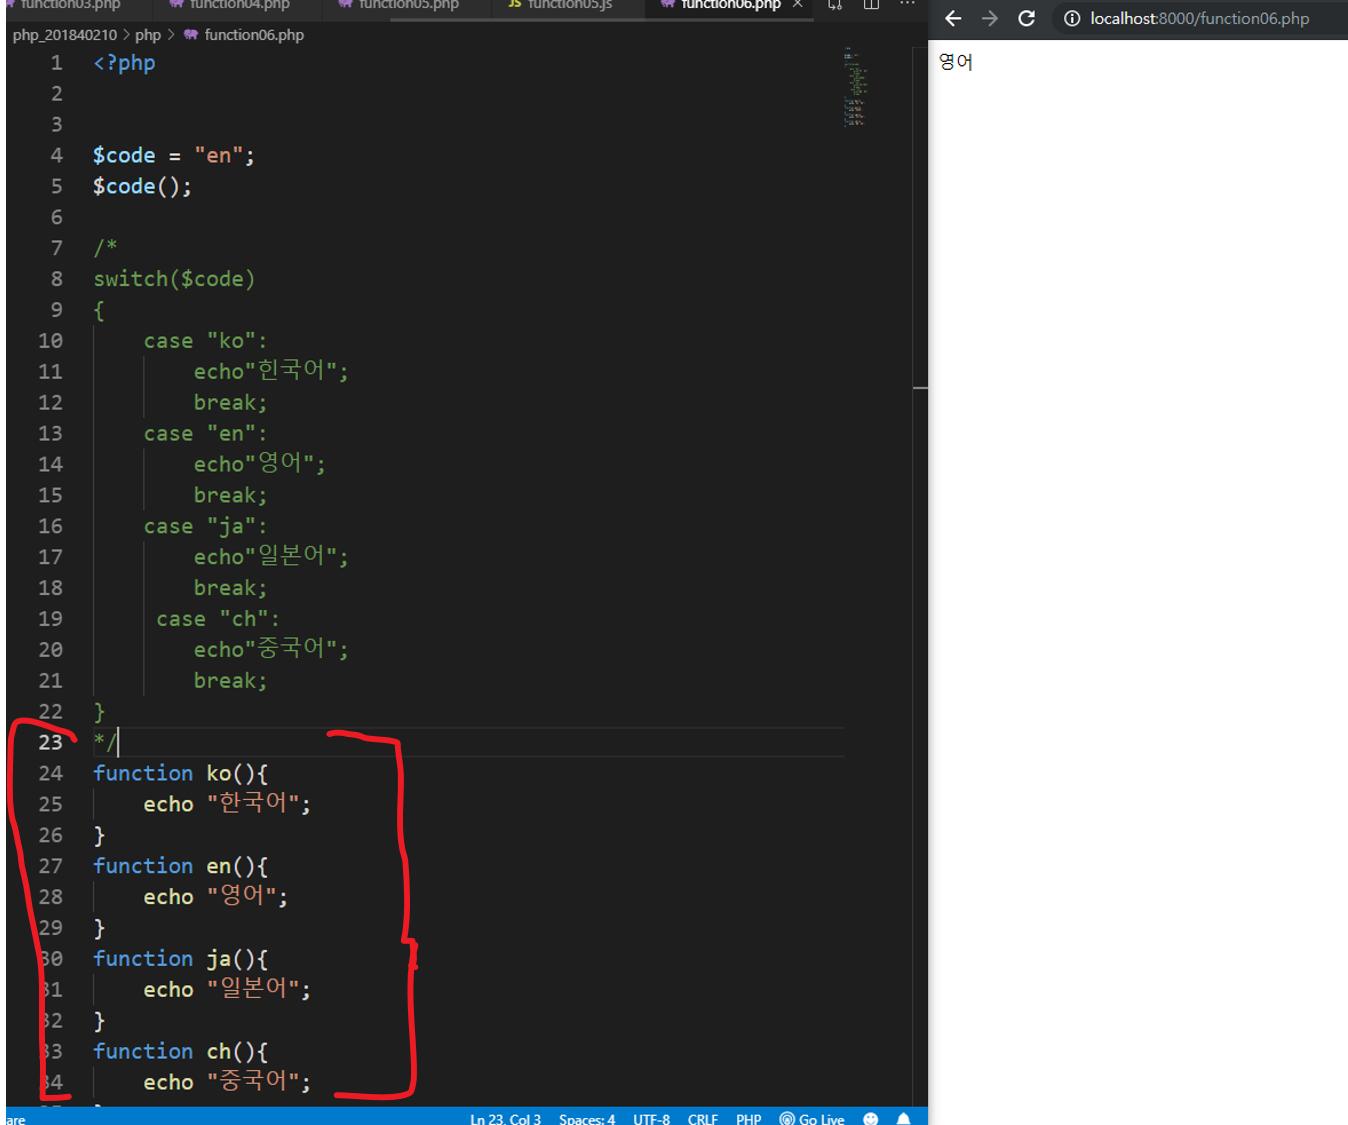 function03.php function04.php function05.php JS function05.js function06.php × ···
php_201840210 > php > function06.php
localhost:8000/function06.php
영어
1 <?php
2
3
4 $code = "en";
5 $code();
6
7 /*
8 switch($code)
9 {
10 case "ko":
11 echo"힌국어";
12 break;
13 case "en":
14 echo"영어";
15 break;
16 case "ja":
17 echo"일본어";
18 break;
19 case "ch":
20 echo"중국어";
21 break;
22 }
23 */
24 function ko(){
25 echo "한국어";
26 }
27 function en(){
28 echo "영어";
29 }
30 function ja(){
31 echo "일본어";
32 }
33 function ch(){
34 echo "중국어";
are Ln 23, Col 3 Spaces: 4 UTF-8 CRLF PHP Go Live